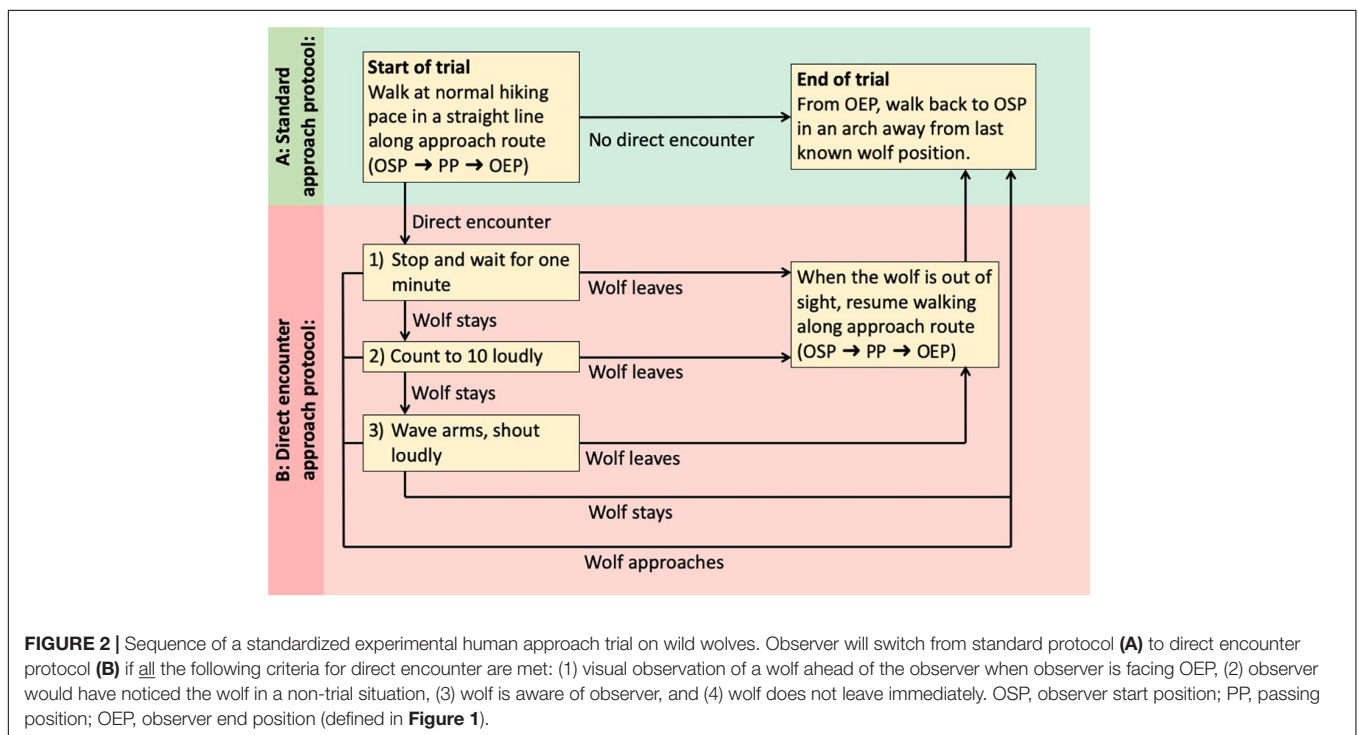 A: Standard
approach protocol:
Start of trial
Walk at normal hiking
pace in a straight line
along approach route
(OSP → PP → OEP)
No direct encounter
End of trial
From OEP, walk back to OSP
in an arch away from last
known wolf position.
Direct encounter
B: Direct encounter
approach protocol:
1) Stop and wait for one
minute
Wolf leaves
When the wolf is out of
sight, resume walking
along approach route
(OSP → PP → OEP)
Wolf stays
2) Count to 10 loudly
Wolf leaves
Wolf stays
3) Wave arms, shout
loudly
Wolf leaves
Wolf stays
Wolf approaches
FIGURE 2 | Sequence of a standardized experimental human approach trial on wild wolves. Observer will switch from standard protocol (A) to direct encounter
protocol (B) if all the following criteria for direct encounter are met: (1) visual observation of a wolf ahead of the observer when observer is facing OEP, (2) observer
would have noticed the wolf in a non-trial situation, (3) wolf is aware of observer, and (4) wolf does not leave immediately. OSP, observer start position; PP, passing
position; OEP, observer end position (defined in Figure 1).